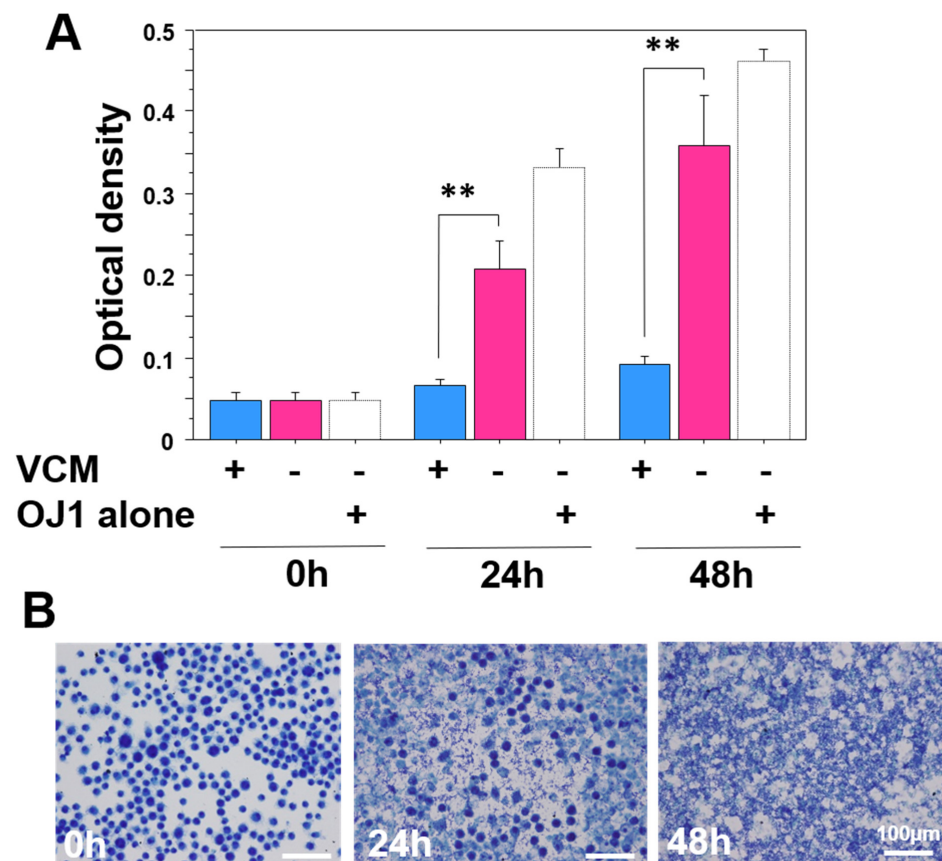 A
Optical density
0.5
0.4
0.3
0.2
0.1
0
**
**
VCM + - - + - - + - -
OJ1 alone + + +
0h 24h 48h
B
0h 24h 48h 100μm